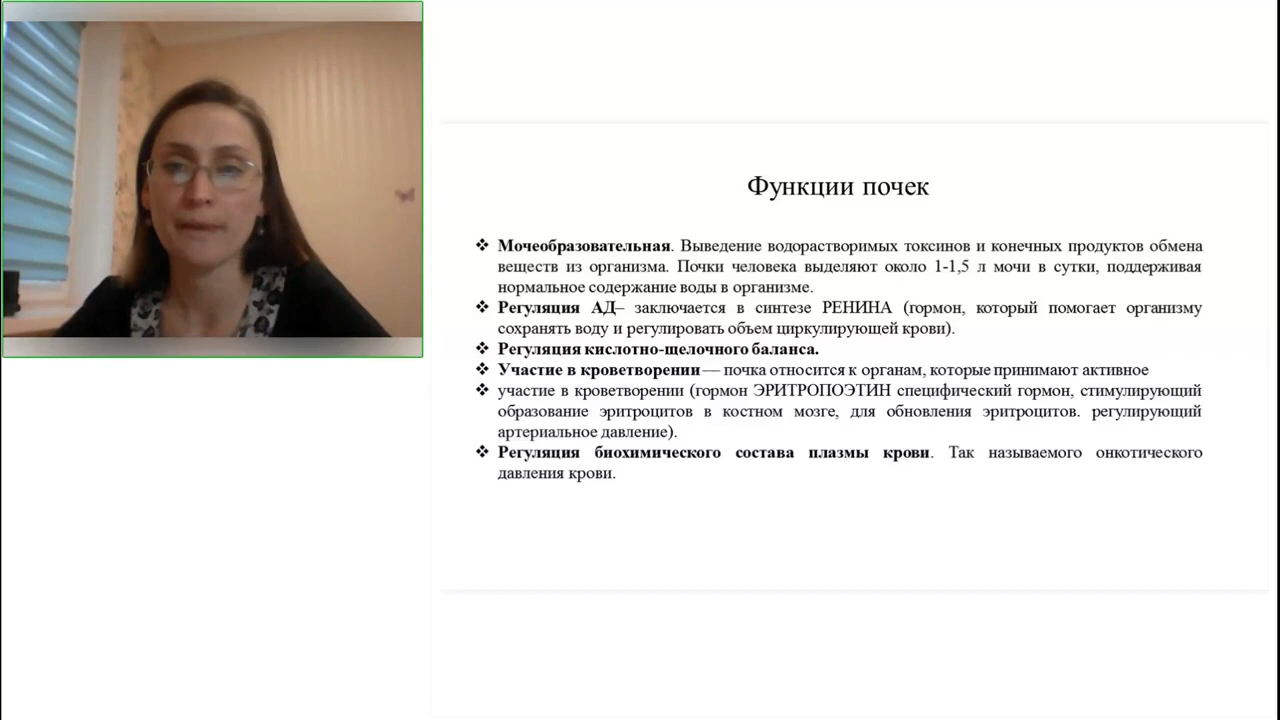 Функции почек
❖ Мочеобразовательная. Выведение водорастворимых токсинов и конечных продуктов обмена
веществ из организма. Почки человека выделяют около 1-1,5 л мочи в сутки, поддерживая
нормальное содержание воды в организме.
❖ Регуляция АД– заключается в синтезе РЕНИНА (гормон, который помогает организму
сохранять воду и регулировать объем циркулирующей крови).
❖ Регуляция кислотно-щелочного баланса.
❖ Участие в кроветворении — почка относится к органам, которые принимают активное
❖ участие в кроветворении (гормон ЭРИТРОПОЭТИН специфический гормон, стимулирующий
образование эритроцитов в костном мозге, для обновления эритроцитов. регулирующий
артериальное давление).
❖ Регуляция биохимического состава плазмы крови. Так называемого онкотического
давления крови.